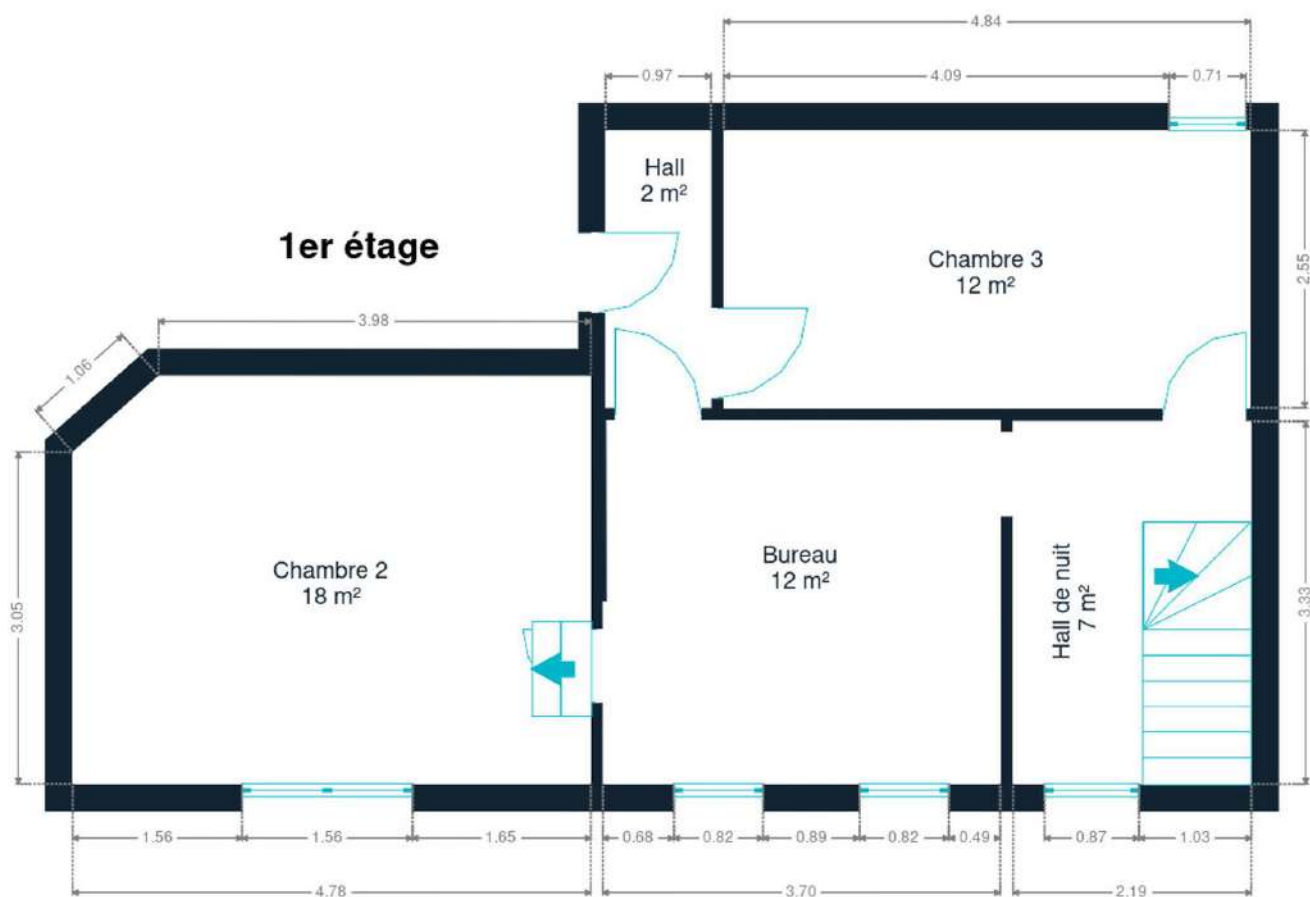 4.84
0.97
4.09
0.71
Hall
2 m²
1er étage
Chambre 3
12 m²
2.55
3.98
1.06
Chambre 2
18 m²
Bureau
12 m²
Hall de nuit
7 m²
3.05
3.33
1.56
1.56
1.65
0.68
0.82
0.89
0.82
0.49
0.87
1.03
4.78
3.70
2.19